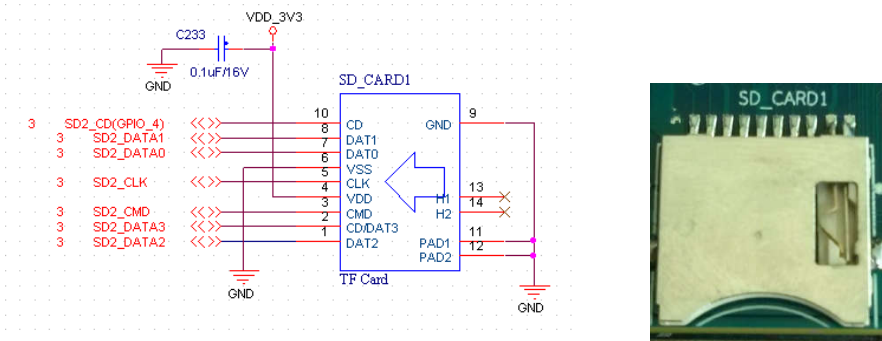 VDD_3V3
C233
0.1uF/16V
GND
SD_CARD1
3 SD2_CD(GPIO_4) 10 CD GND 9
3 SD2_DATA1 8 DAT1
3 SD2_DATA0 7 DAT0
6 VSS
3 SD2_CLK 5 CLK
4 VDD H1 13
3 SD2_CMD 3 CMD H2 14
3 SD2_DATA3 2 CD/DAT3
3 SD2_DATA2 1 DAT2 PAD1 11
PAD2 12
TF Card
GND
GND
SD_CARD1